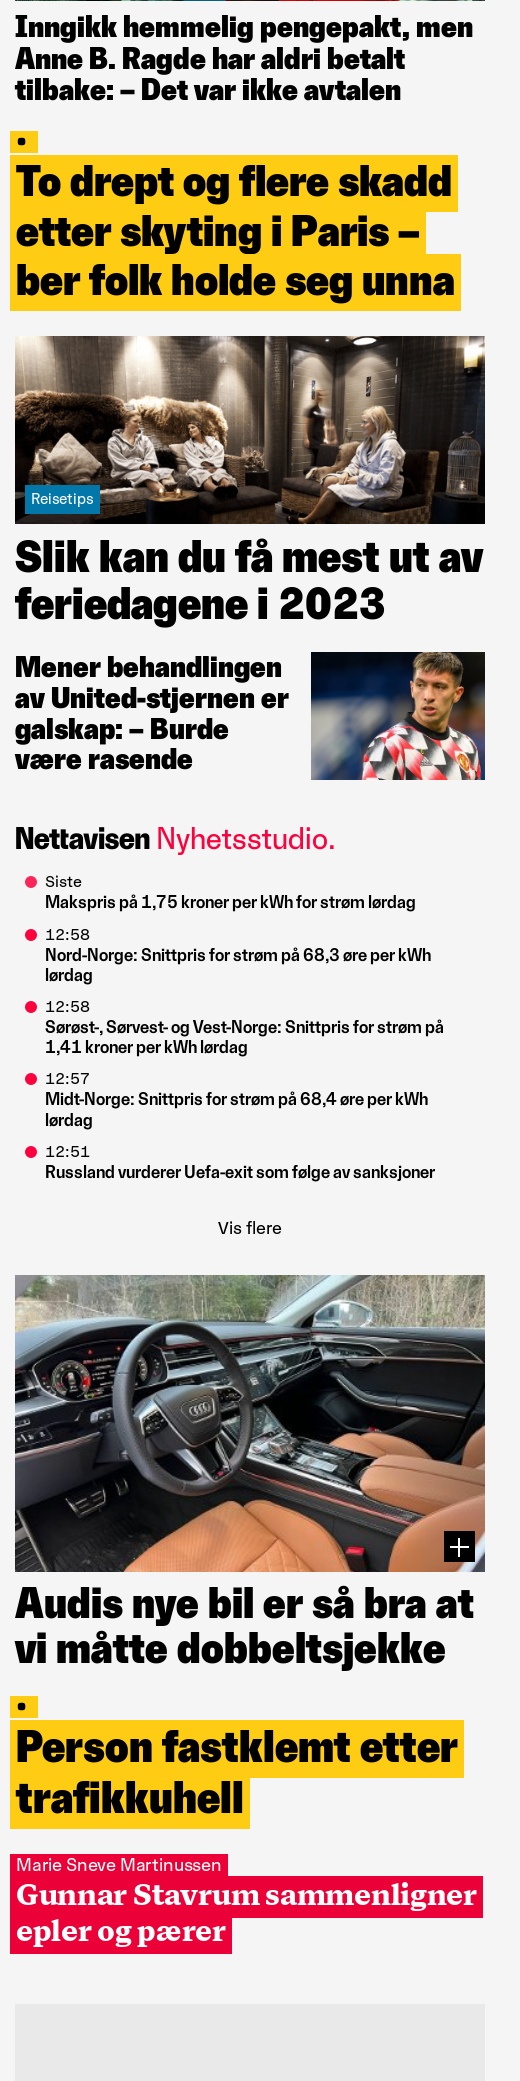 Inngikk hemmelig pengepakt, men
Anne B. Ragde har aldri betalt
tilbake: – Det var ikke avtalen
To drept og flere skadd
etter skyting i Paris –
ber folk holde seg unna
Reisetips
Slik kan du få mest ut av
feriedagene i 2023
Mener behandlingen
av United-stjernen er
galskap: – Burde
være rasende
Nettavisen Nyhetsstudio.
Siste
Makspris på 1,75 kroner per kWh for strøm lørdag
12:58
Nord-Norge: Snittpris for strøm på 68,3 øre per kWh
lørdag
12:58
Sørøst-, Sørvest- og Vest-Norge: Snittpris for strøm på
1,41 kroner per kWh lørdag
12:57
Midt-Norge: Snittpris for strøm på 68,4 øre per kWh
lørdag
12:51
Russland vurderer Uefa-exit som følge av sanksjoner
Vis flere
Audis nye bil er så bra at
vi måtte dobbeltsjekke
Person fastklemt etter
trafikkuhell
Marie Sneve Martinussen
Gunnar Stavrum sammenligner
epler og pærer